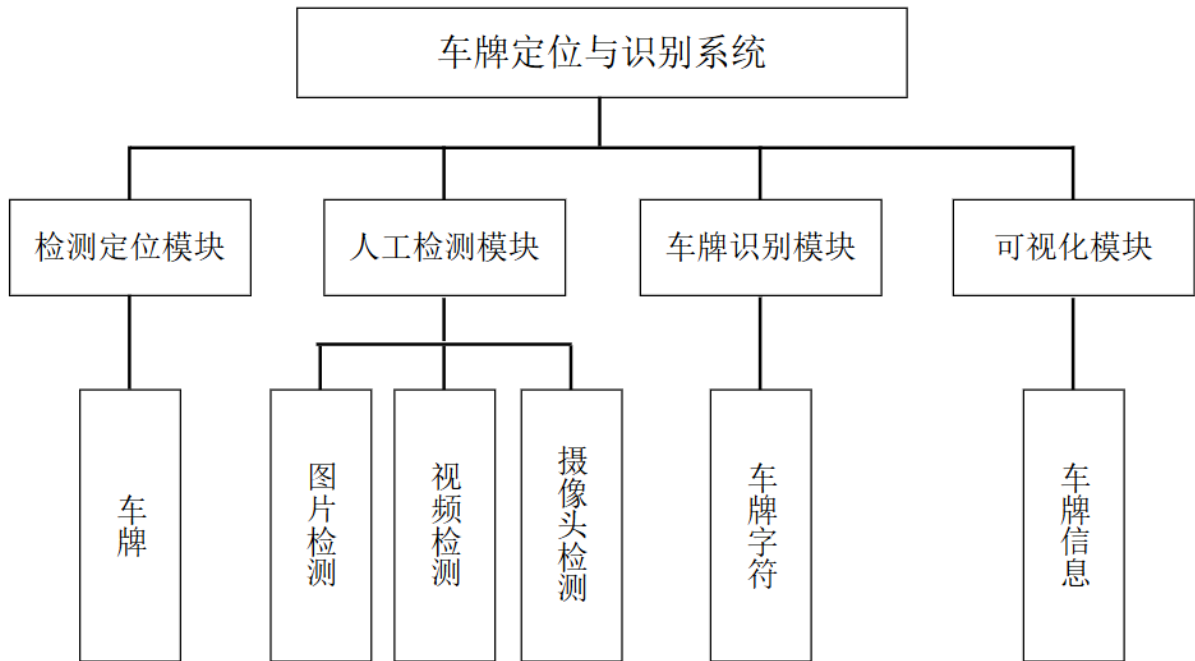 车牌定位与识别系统
检测定位模块
人工检测模块
车牌识别模块
可视化模块
车牌
图片检测
视频检测
摄像头检测
车牌字符
车牌信息